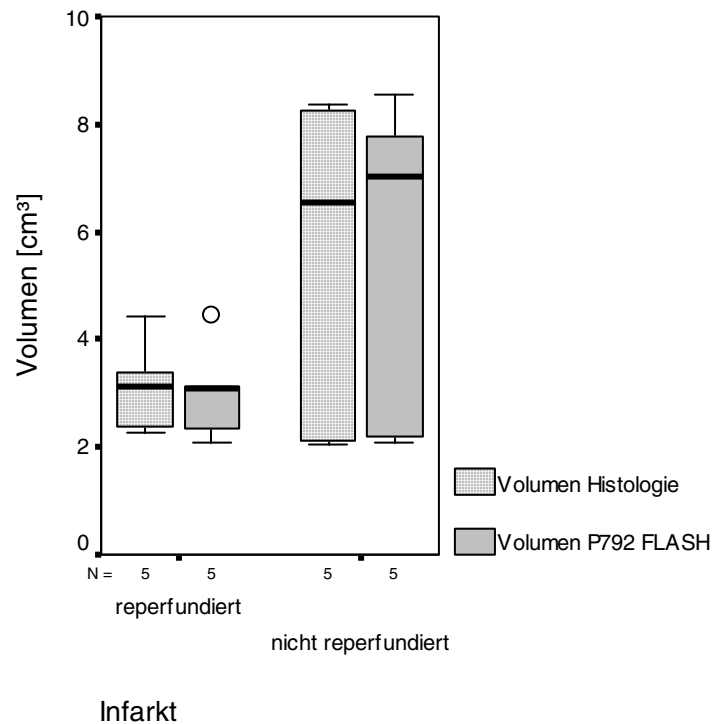 10
8
6
4
2
0
Volumen [cm³]
N = 5 5 5 5
reperfundiert
nicht reperfundiert
Infarkt
Volumen Histologie
Volumen P792 FLASH